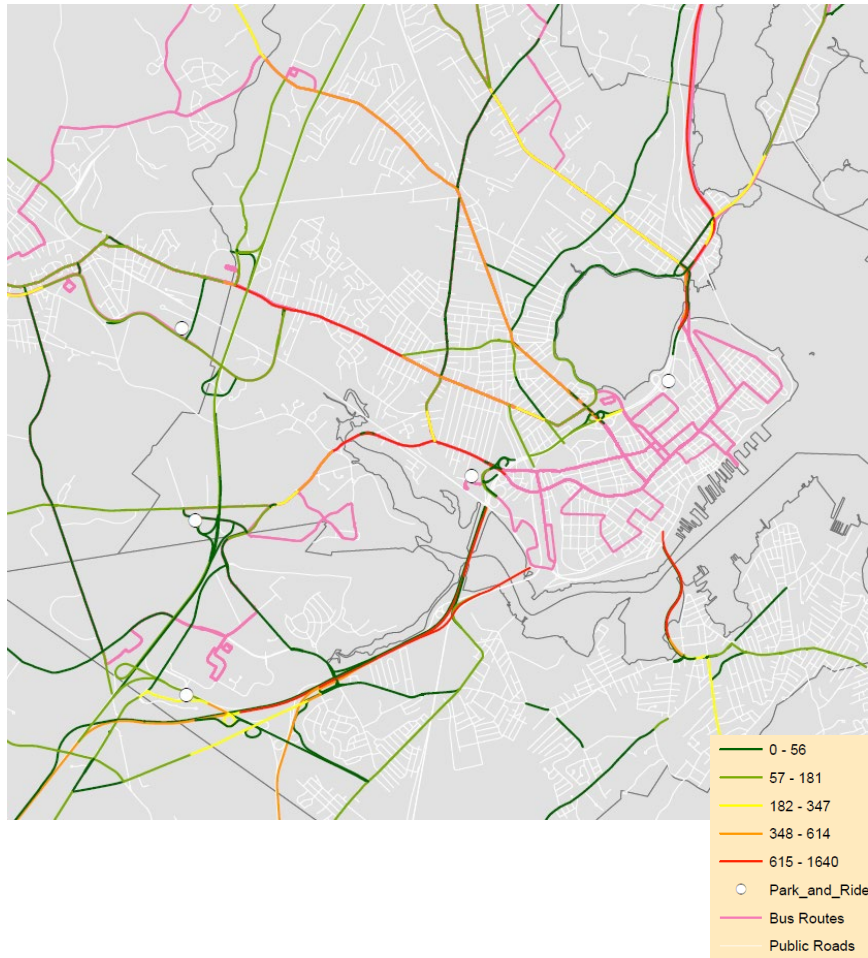 0 - 56
57 - 181
182 - 347
348 - 614
615 - 1640
Park_and_Ride
Bus Routes
Public Roads